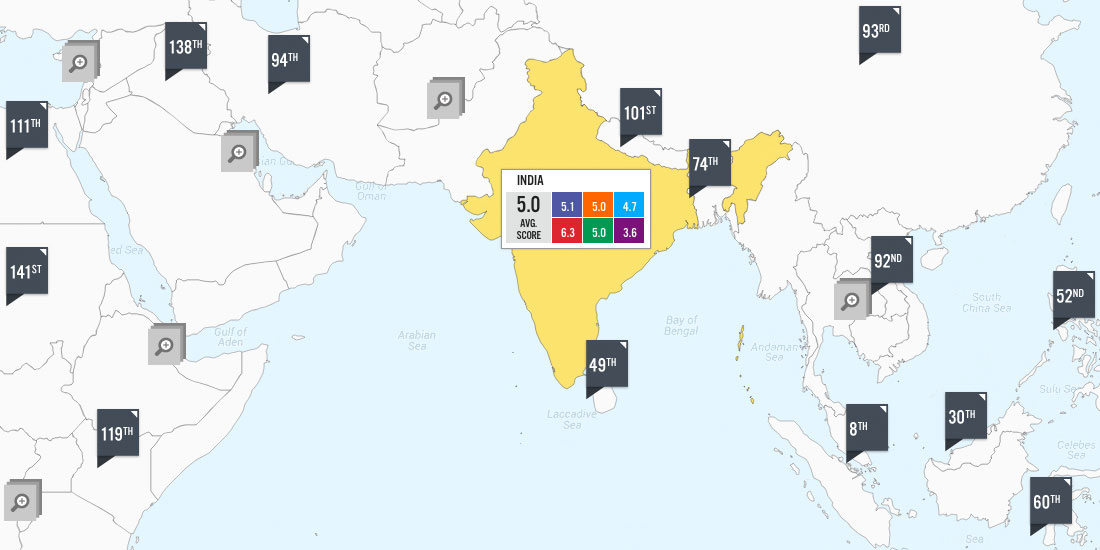 93RD
138TH
94TH
111TH
101ST
74TH
Gulf of
Oman
INDIA
5.0
AVG.
SCORE
5.1
5.0
4.7
6.3
5.0
3.6
ed Sea
141ST
92ND
52ND
South
China Sea
Gulf of
Aden
Arabian
Sea
Bay of
Bengal
Andaman
Sea
49TH
Laccadive
Sea
119TH
8TH
30TH
Sulu Se
Celebes
Sea
60TH
Sea